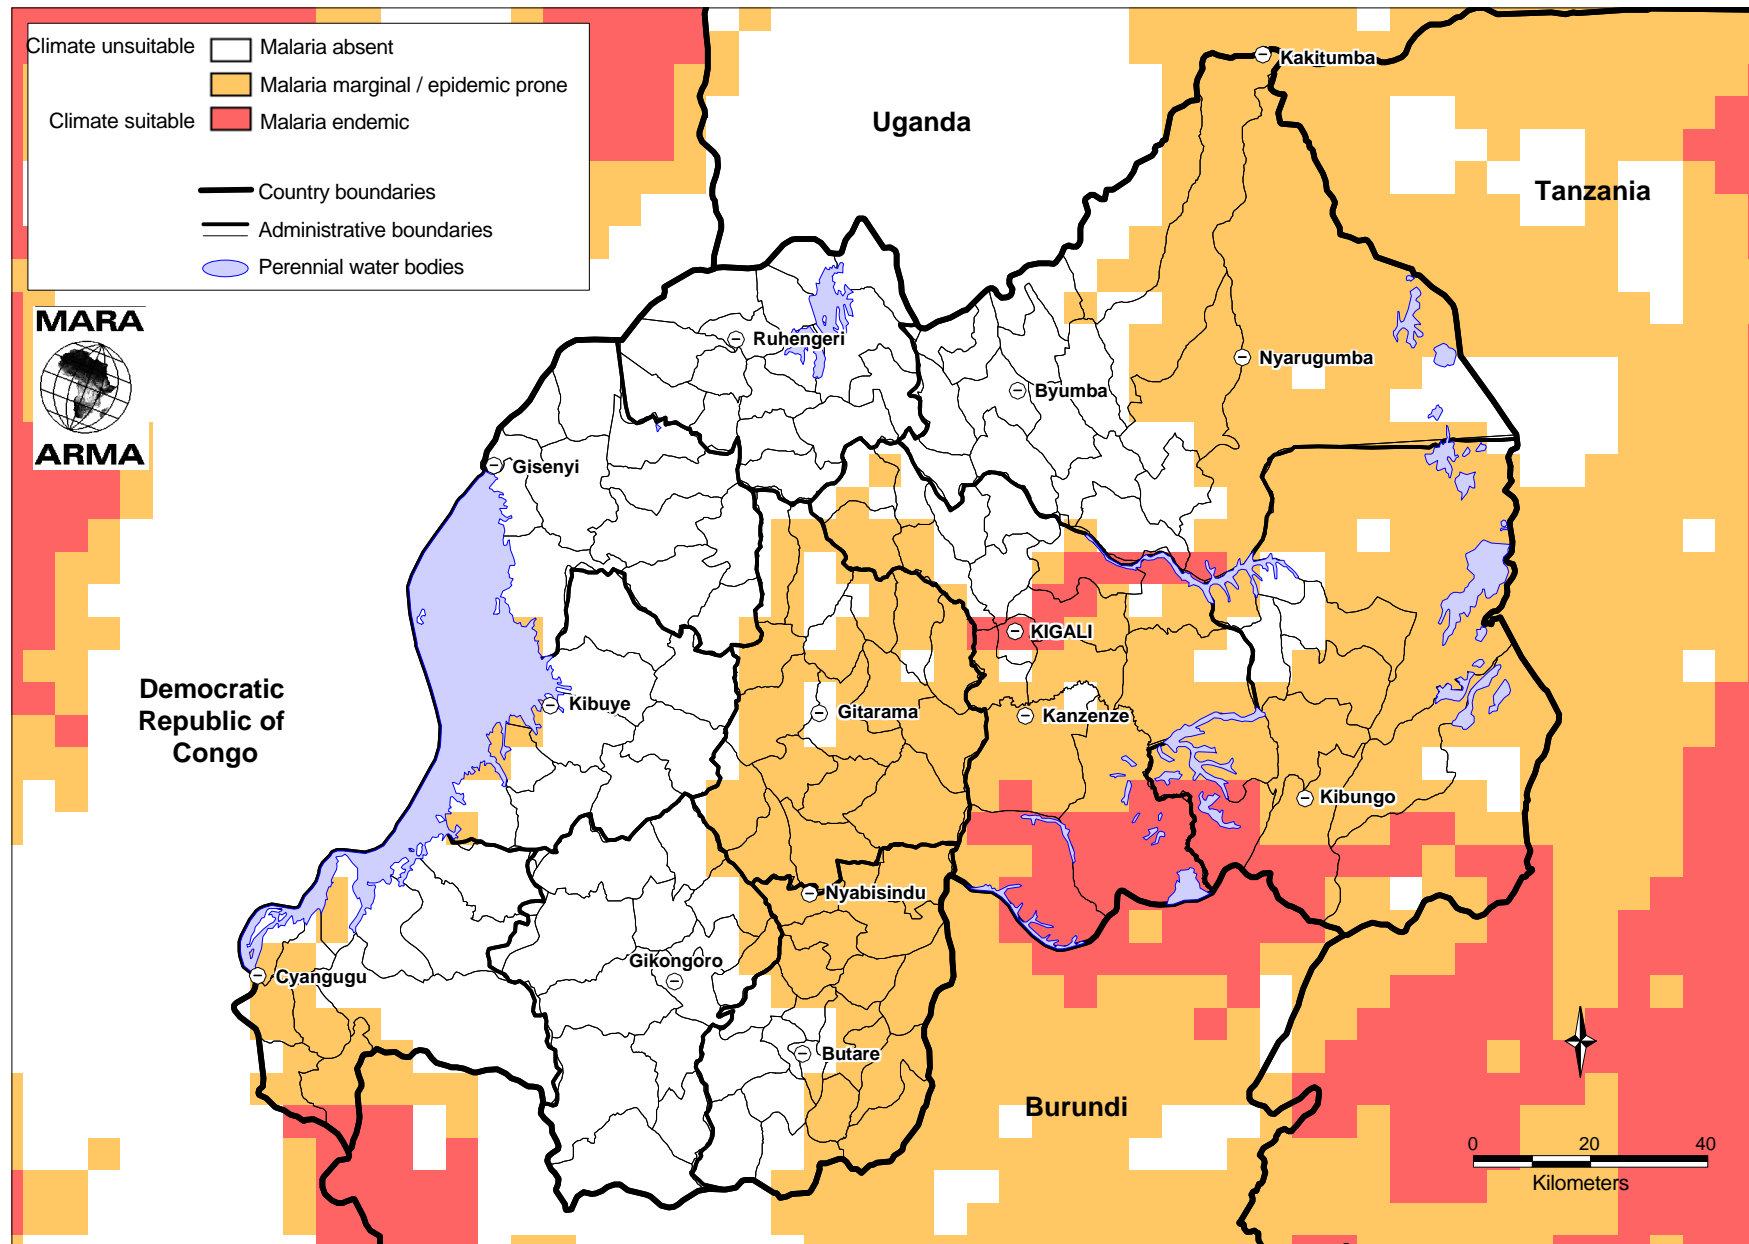 Climate unsuitable
Malaria absent
Malaria marginal / epidemic prone
Climate suitable
Malaria endemic
Country boundaries
Administrative boundaries
Perennial water bodies
MARA
ARMA
Uganda
Kakitumba
Tanzania
Ruhengeri
Nyarugumba
Byumba
Gisenyi
KIGALI
Democratic
Republic of
Congo
Kibuye
Gitarama
Kanzenze
Kibungo
Nyabisindu
Gikongoro
Cyangugu
Butare
Burundi
0 20 40
Kilometers